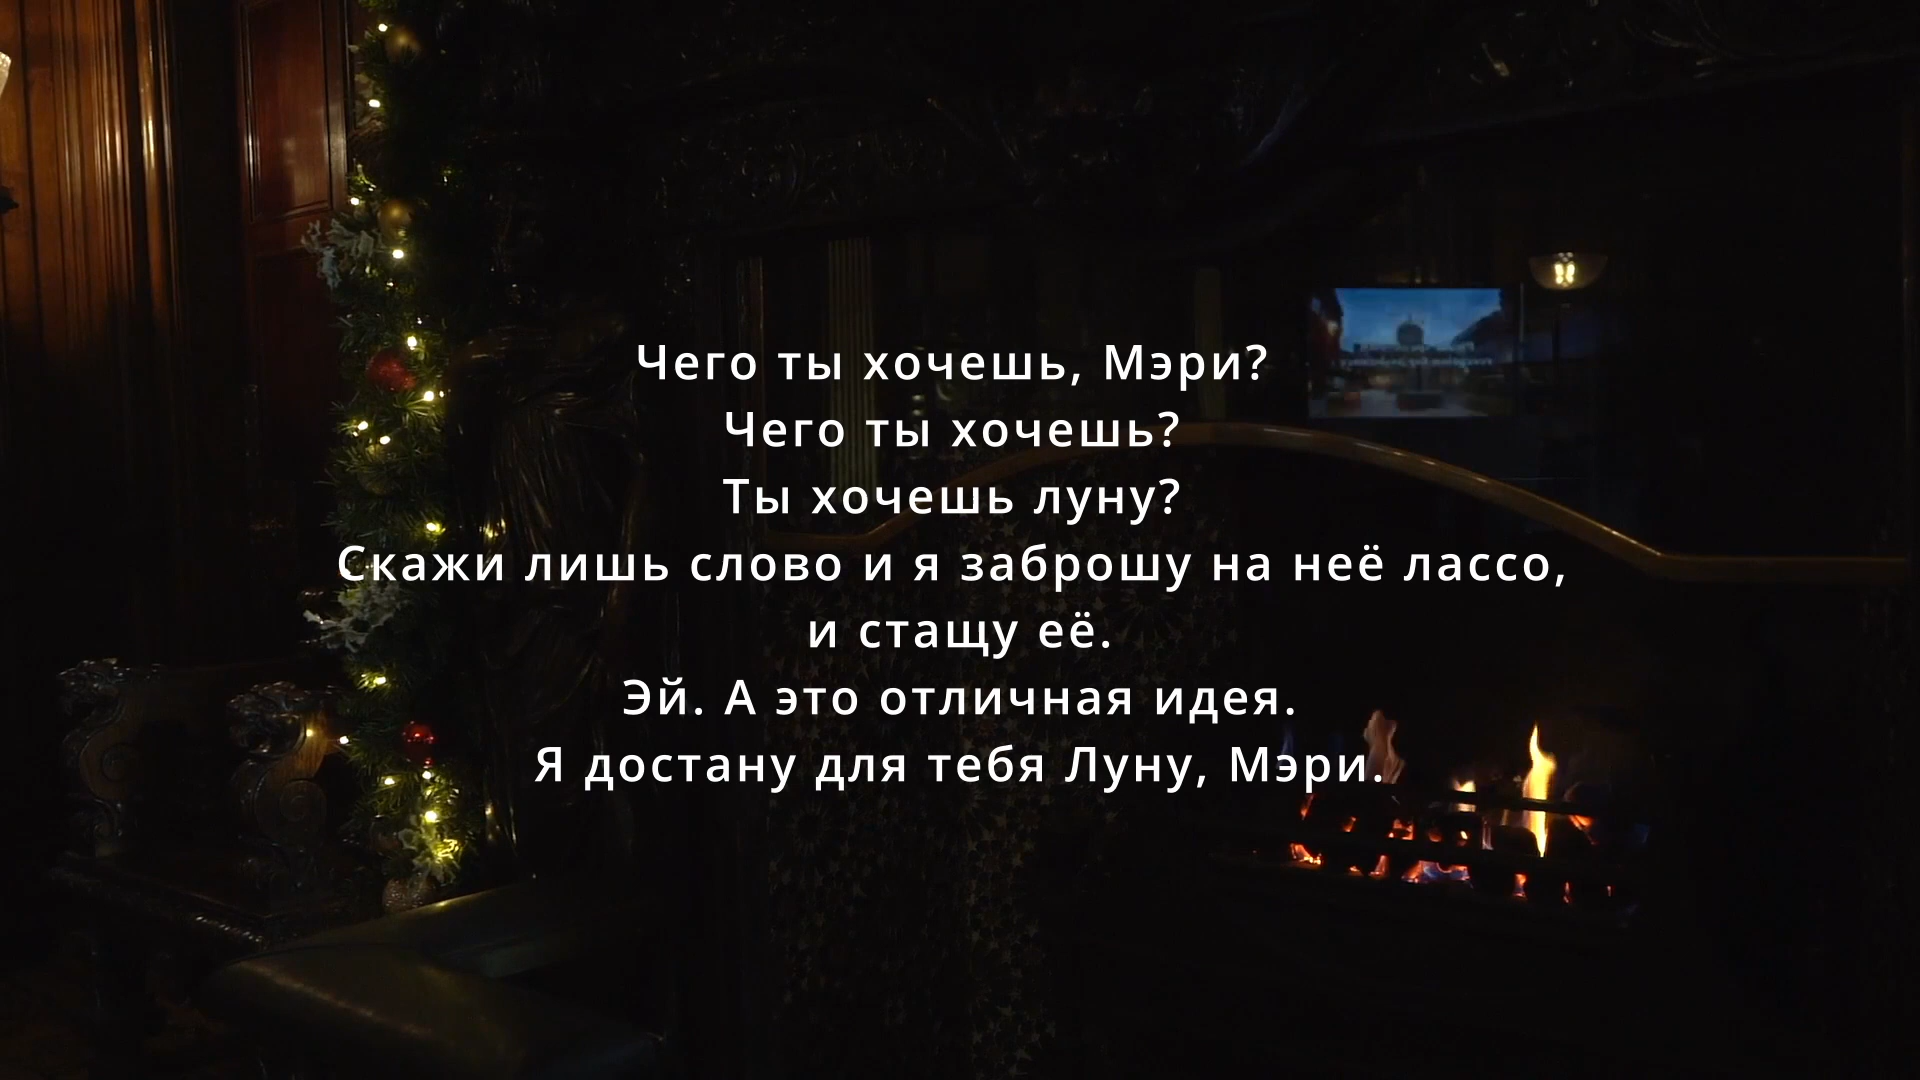 Чего ты хочешь, Мэри?
Чего ты хочешь?
Ты хочешь луну?
Скажи лишь слово и я заброшу на неё лассо,
и стащу её.
Эй. А это отличная идея.
Я достану для тебя Луну, Мэри.